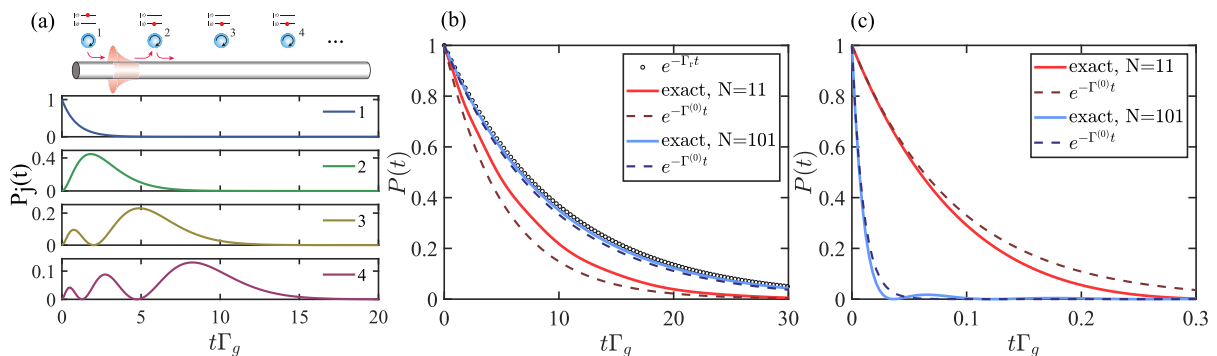 (a)
|e⟩ |e⟩ |e⟩ |e⟩
|g⟩ |g⟩ |g⟩ |g⟩
1 2 3 4 ...
1
0
1
0.4
0
2
0.2
0
3
0.1
0
4
P_j(t)
0 5 10 15 20
tΓ_g
(b)
1
0.8
0.6
0.4
0.2
0
P(t)
e^{-Γ_r t}
exact, N=11
e^{-Γ^{(0)}t}
exact, N=101
e^{-Γ^{(0)}t}
0 10 20 30
tΓ_g
(c)
1
0.8
0.6
0.4
0.2
0
P(t)
exact, N=11
e^{-Γ^{(0)}t}
exact, N=101
e^{-Γ^{(0)}t}
0 0.1 0.2 0.3
tΓ_g